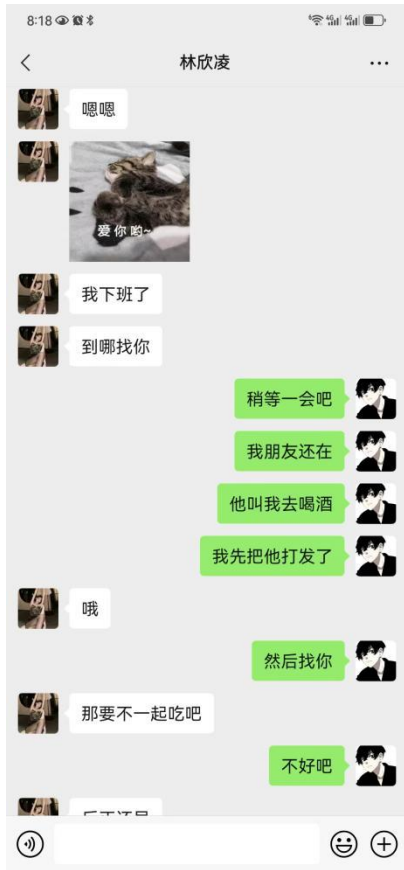 8:18
林欣凌
嗯嗯
爱你哟~
我下班了
到哪找你
稍等一会吧
我朋友还在
他叫我去喝酒
我先把他打发了
哦
然后找你
那要不一起吃吧
不好吧